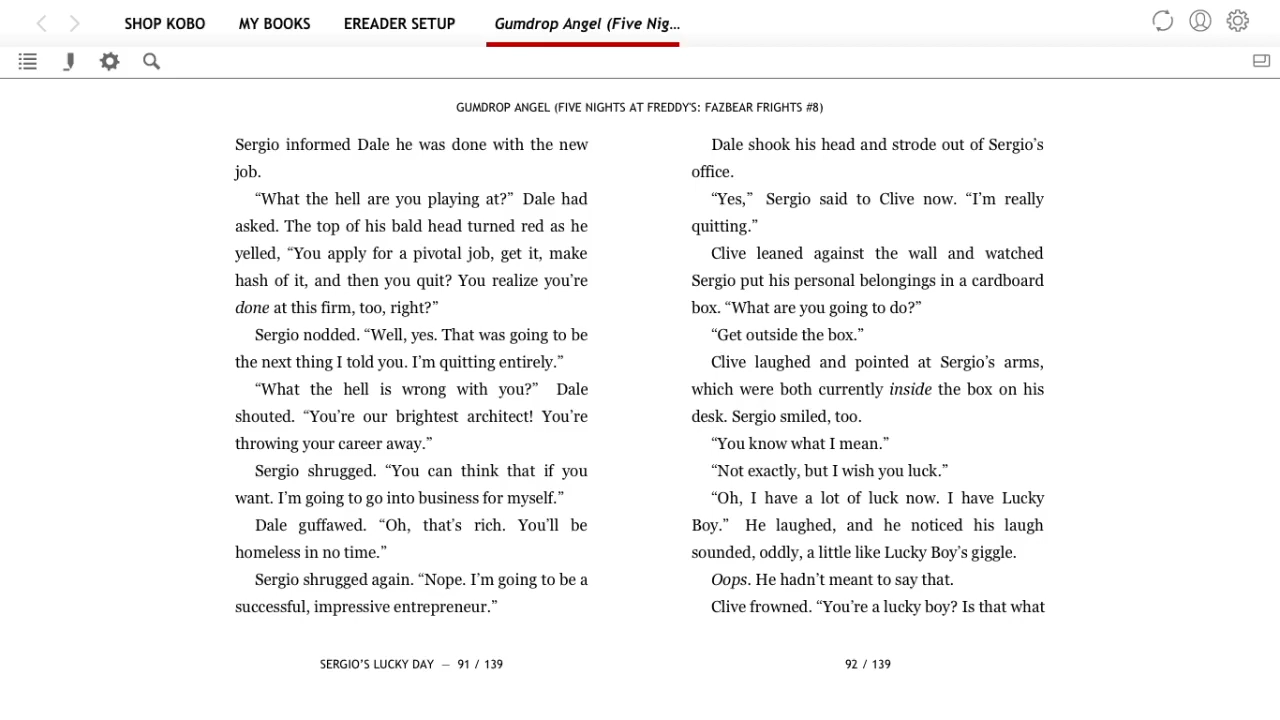 SHOP KOBO
MY BOOKS
EREADER SETUP
Gumdrop Angel (Five Nig...
GUMDROP ANGEL (FIVE NIGHTS AT FREDDY'S: FAZBEAR FRIGHTS #8)
Sergio informed Dale he was done with the new
job.
“What the hell are you playing at?” Dale had
asked. The top of his bald head turned red as he
yelled, “You apply for a pivotal job, get it, make
hash of it, and then you quit? You realize you’re
done at this firm, too, right?”
Sergio nodded. “Well, yes. That was going to be
the next thing I told you. I’m quitting entirely.”
“What the hell is wrong with you?” Dale
shouted. “You’re our brightest architect! You’re
throwing your career away.”
Sergio shrugged. “You can think that if you
want. I’m going to go into business for myself.”
Dale guffawed. “Oh, that’s rich. You’ll be
homeless in no time.”
Sergio shrugged again. “Nope. I’m going to be a
successful, impressive entrepreneur.”
SERGIO’S LUCKY DAY — 91 / 139
Dale shook his head and strode out of Sergio’s
office.
“Yes,” Sergio said to Clive now. “I’m really
quitting.”
Clive leaned against the wall and watched
Sergio put his personal belongings in a cardboard
box. “What are you going to do?”
“Get outside the box.”
Clive laughed and pointed at Sergio’s arms,
which were both currently inside the box on his
desk. Sergio smiled, too.
“You know what I mean.”
“Not exactly, but I wish you luck.”
“Oh, I have a lot of luck now. I have Lucky
Boy.” He laughed, and he noticed his laugh
sounded, oddly, a little like Lucky Boy’s giggle.
Oops. He hadn’t meant to say that.
Clive frowned. “You’re a lucky boy? Is that what
92 / 139